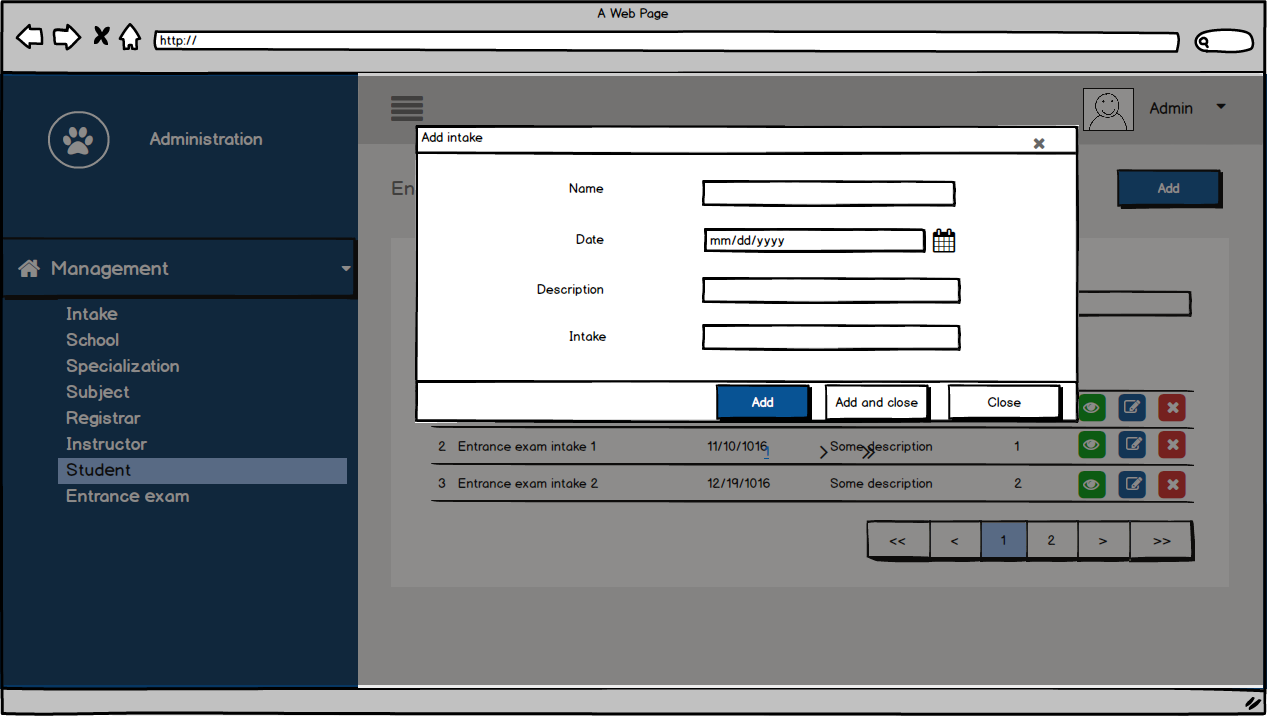 A Web Page
http://
Administration
Admin
Add intake
Name
En
Add
Date
mm/dd/yyyy
Management
Description
Intake
Intake
School
Specialization
Subject
Registrar
Instructor
Student
Entrance exam
Add
Add and close
Close
2 Entrance exam intake 1 11/10/1016 1 Some description 1
3 Entrance exam intake 2 12/19/1016 Some description 2
<< < 1 2 > >>